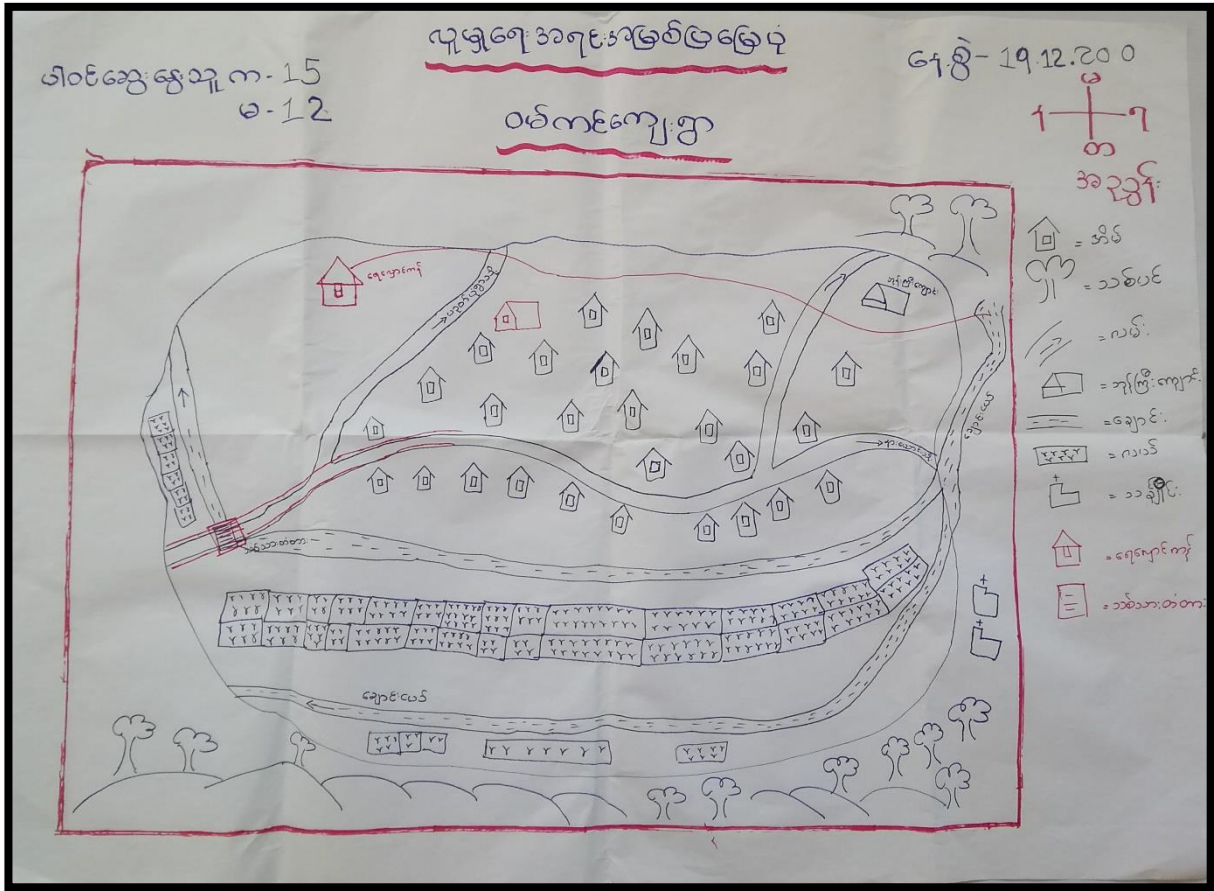 လူမှုရေးအရင်းအမြစ်ပြမြေပုံ
ဝမ်ကင်ကျေးရွာ
ပါဝင်ဆွေးနွေးသူ က - 15
မ - 12
နေ့စွဲ - 19.12.2020
မ
တ
အညွှန်း
= အိမ်
= သစ်ပင်
= လမ်း
= ဘုန်ကြီးကျောင်း
= ချောင်း
= လယ်
= သချႋုင်း
= ရေလှောင်ကန်
= သစ်သားတံတား
ရေလှောင်ကန်
ဘုန်ကြီးကျောင်း
ချောင်းငယ်
သစ်သားတံတား
ချောင်းငယ်